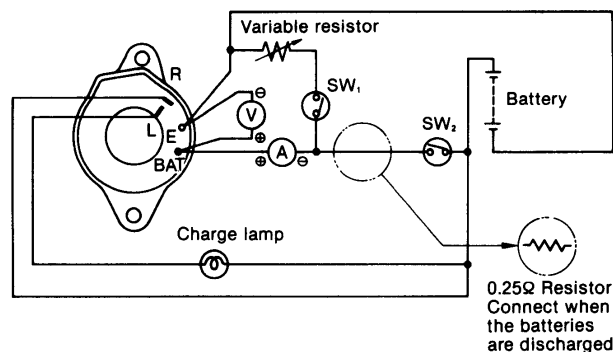 Variable resistor
R
⊖
SW₁
V
Battery
L
E
SW₂
BAT
⊕
⊕
A
⊖
Charge lamp
0.25Ω Resistor
Connect when
the batteries
are discharged